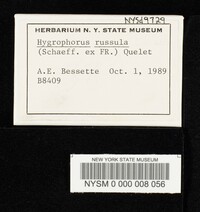 NYS49729
HERBARIUM N. Y. STATE MUSEUM
Hygrophorus russula
(Schaeff. ex FR.) Quelet
A.E. Bessette Oct. 1, 1989
B8409
NEW YORK STATE MUSEUM
NYSM 0 000 008 056